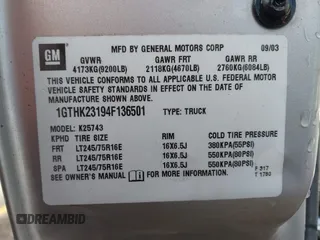 GM
MFD BY GENERAL MOTORS CORP 09/03
GVWR GAWR FRT GAWR RR
4173KG(9200LB) 2118KG(4670LB) 2760KG(6084LB)
THIS VEHICLE CONFORMS TO ALL APPLICABLE U.S. FEDERAL MOTOR
VEHICLE SAFETY STANDARDS IN EFFECT ON THE DATE OF
MANUFACTURE SHOWN ABOVE.
1GTHK23194F136501 TYPE: TRUCK
MODEL: K25743
KPHD TIRE SIZE RIM COLD TIRE PRESSURE
FRT LT245/75R16E 16X6.5J 380KPA(55PSI)
RR LT245/75R16E 16X6.5J 550KPA(80PSI)
SPA LT245/75R16E 16X6.5J 550KPA(80PSI)
SEE OWNER'S MANUAL FOR MORE INFORMATION.
AUTOBIDMASTER